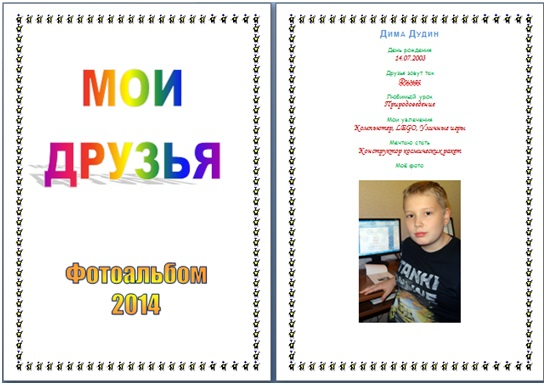 МОИ
ДРУЗЬЯ
Фотоальбом
2014
Дима Дудин
День рождения
14.07.2003
Друзья зовут так
Любимый урок
Природоведение
Мои увлечения
Компьютер, LEGO, Уличные игры
Мечтаю стать
Конструктор космических ракет
Моё фото
TANKI
ONLINE